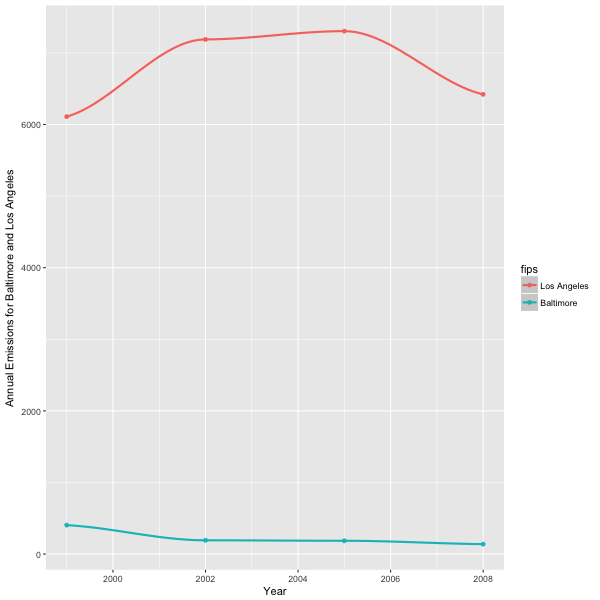 Annual Emissions for Baltimore and Los Angeles
6000
4000
2000
0
2000
2002
2004
2006
2008
Year
fips
Los Angeles
Baltimore